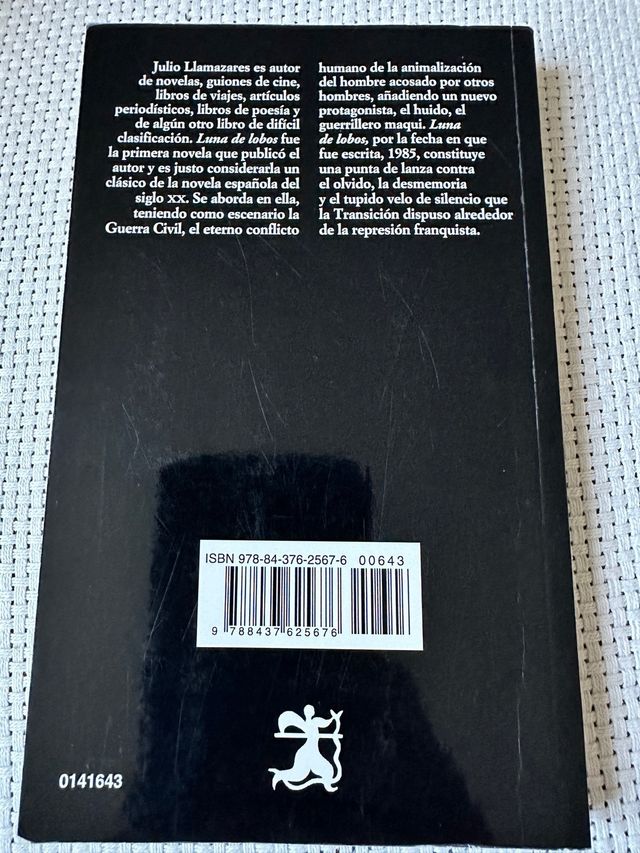 Julio Llamazares es autor
de novelas, guiones de cine,
libros de viajes, artículos
periodísticos, libros de poesía y
de algún otro libro de difícil
clasificación. Luna de lobos fue
la primera novela que publicó el
autor y es justo considerarla un
clásico de la novela española del
siglo XX. Se aborda en ella,
teniendo como escenario la
Guerra Civil, el eterno conflicto
humano de la animalización
del hombre acosado por otros
hombres, añadiendo un nuevo
protagonista, el huido, el
guerrillero maqui. Luna
de lobos, por la fecha en que
fue escrita, 1985, constituye
una punta de lanza contra
el olvido, la desmemoria
y el tupido velo de silencio que
la Transición dispuso alrededor
de la represión franquista.
ISBN 978-84-376-2567-6
00643
9 788437 625676
0141643